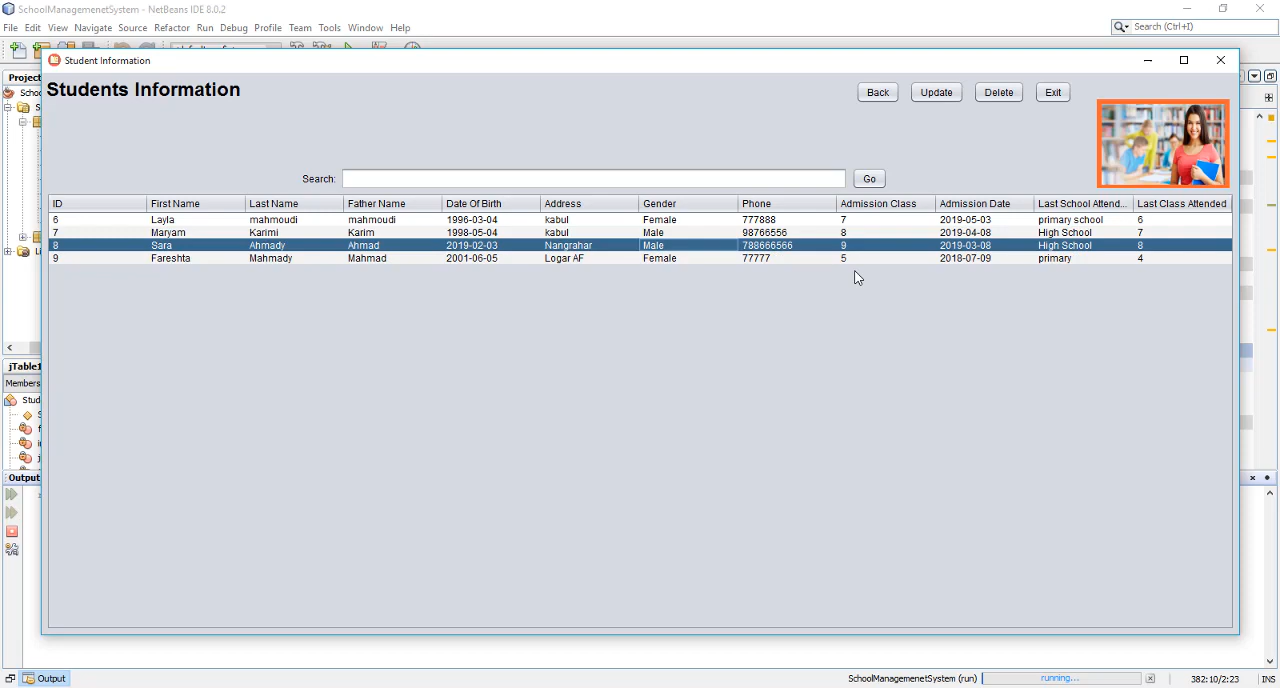 SchoolManagemenetSystem - NetBeans IDE 8.0.2
File Edit View Navigate Source Refactor Run Debug Profile Team Tools Window Help
Search (Ctrl+I)
Student Information
Students Information
Back Update Delete Exit
Search: Go
ID First Name Last Name Father Name Date Of Birth Address Gender Phone Admission Class Admission Date Last School Attend... Last Class Attended
6 Layla mahmoudi mahmoudi 1996-03-04 kabul Female 777888 7 2019-05-03 primary school 6
7 Maryam Karimi Karim 1998-05-04 kabul Male 98766556 8 2019-04-08 High School 7
8 Sara Ahmady Ahmad 2019-02-03 Nangrahar Male 788666566 9 2019-03-08 High School 8
9 Fareshta Mahmady Mahmad 2001-06-05 Logar AF Female 77777 5 2018-07-09 primary 4
Projec
Schoo
jTable1
Members
Stud
Output
Output
SchoolManagemenetSystem (run) running...
382:10/2:23 INS